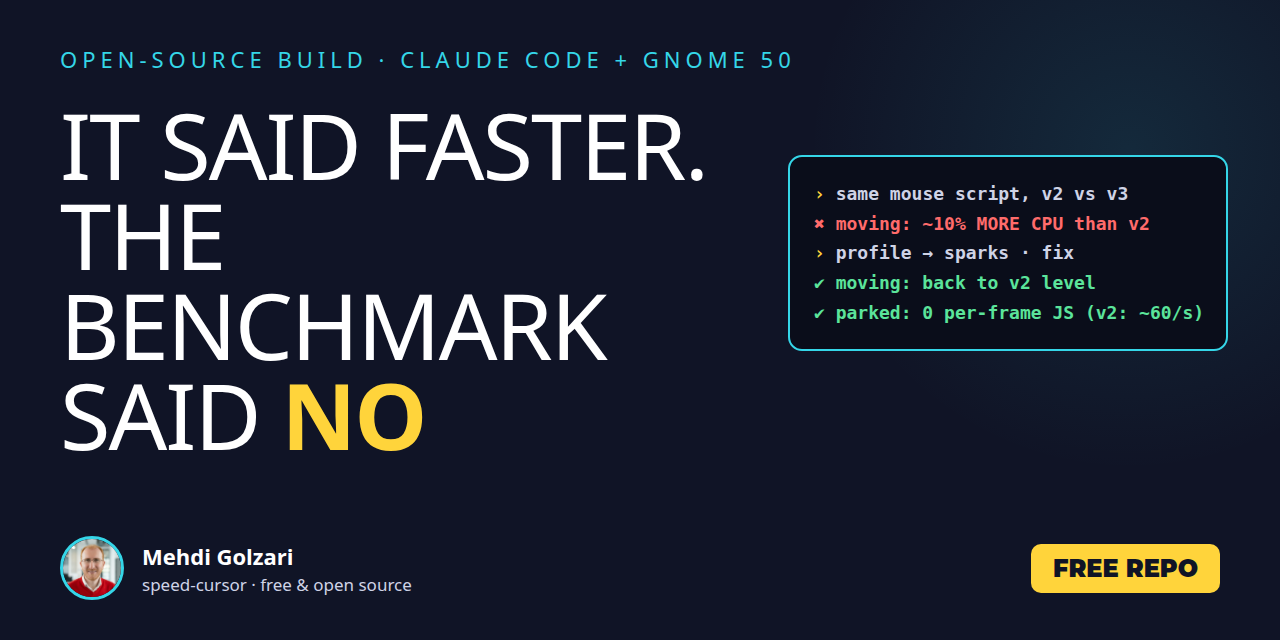 OPEN-SOURCE BUILD · CLAUDE CODE + GNOME 50
IT SAID FASTER.
THE
BENCHMARK
SAID NO
› same mouse script, v2 vs v3
✖ moving: ~10% MORE CPU than v2
› profile → sparks · fix
✔ moving: back to v2 level
✔ parked: 0 per-frame JS (v2: ~60/s)
Mehdi Golzari
speed-cursor · free & open source
FREE REPO